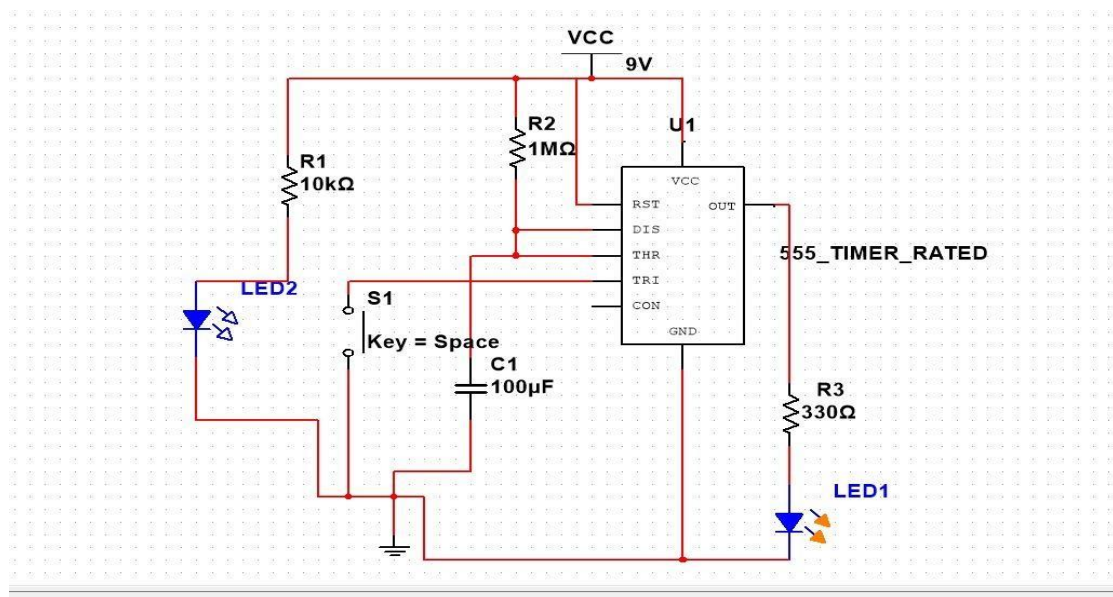 VCC
9V
R2
1MΩ
U1
R1
10kΩ
VCC
RST
OUT
DIS
555_TIMER_RATED
THR
TRI
LED2
S1
CON
GND
Key = Space
C1
100µF
R3
330Ω
LED1